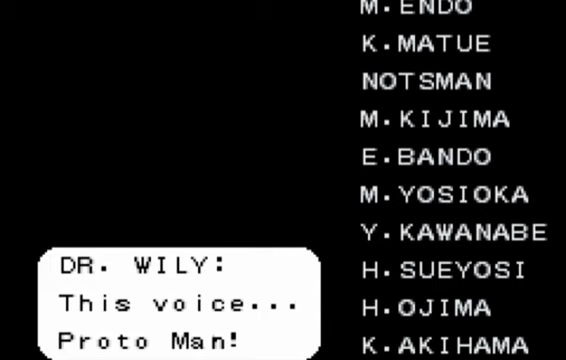 M.ENDO
K.MATUE
NOTSMAN
M.KIJIMA
E.BANDO
M.YOSIOKA
Y.KAWANABE
H.SUEYOSI
H.OJIMA
K.AKIHAMA
DR. WILY:
This voice...
Proto Man!